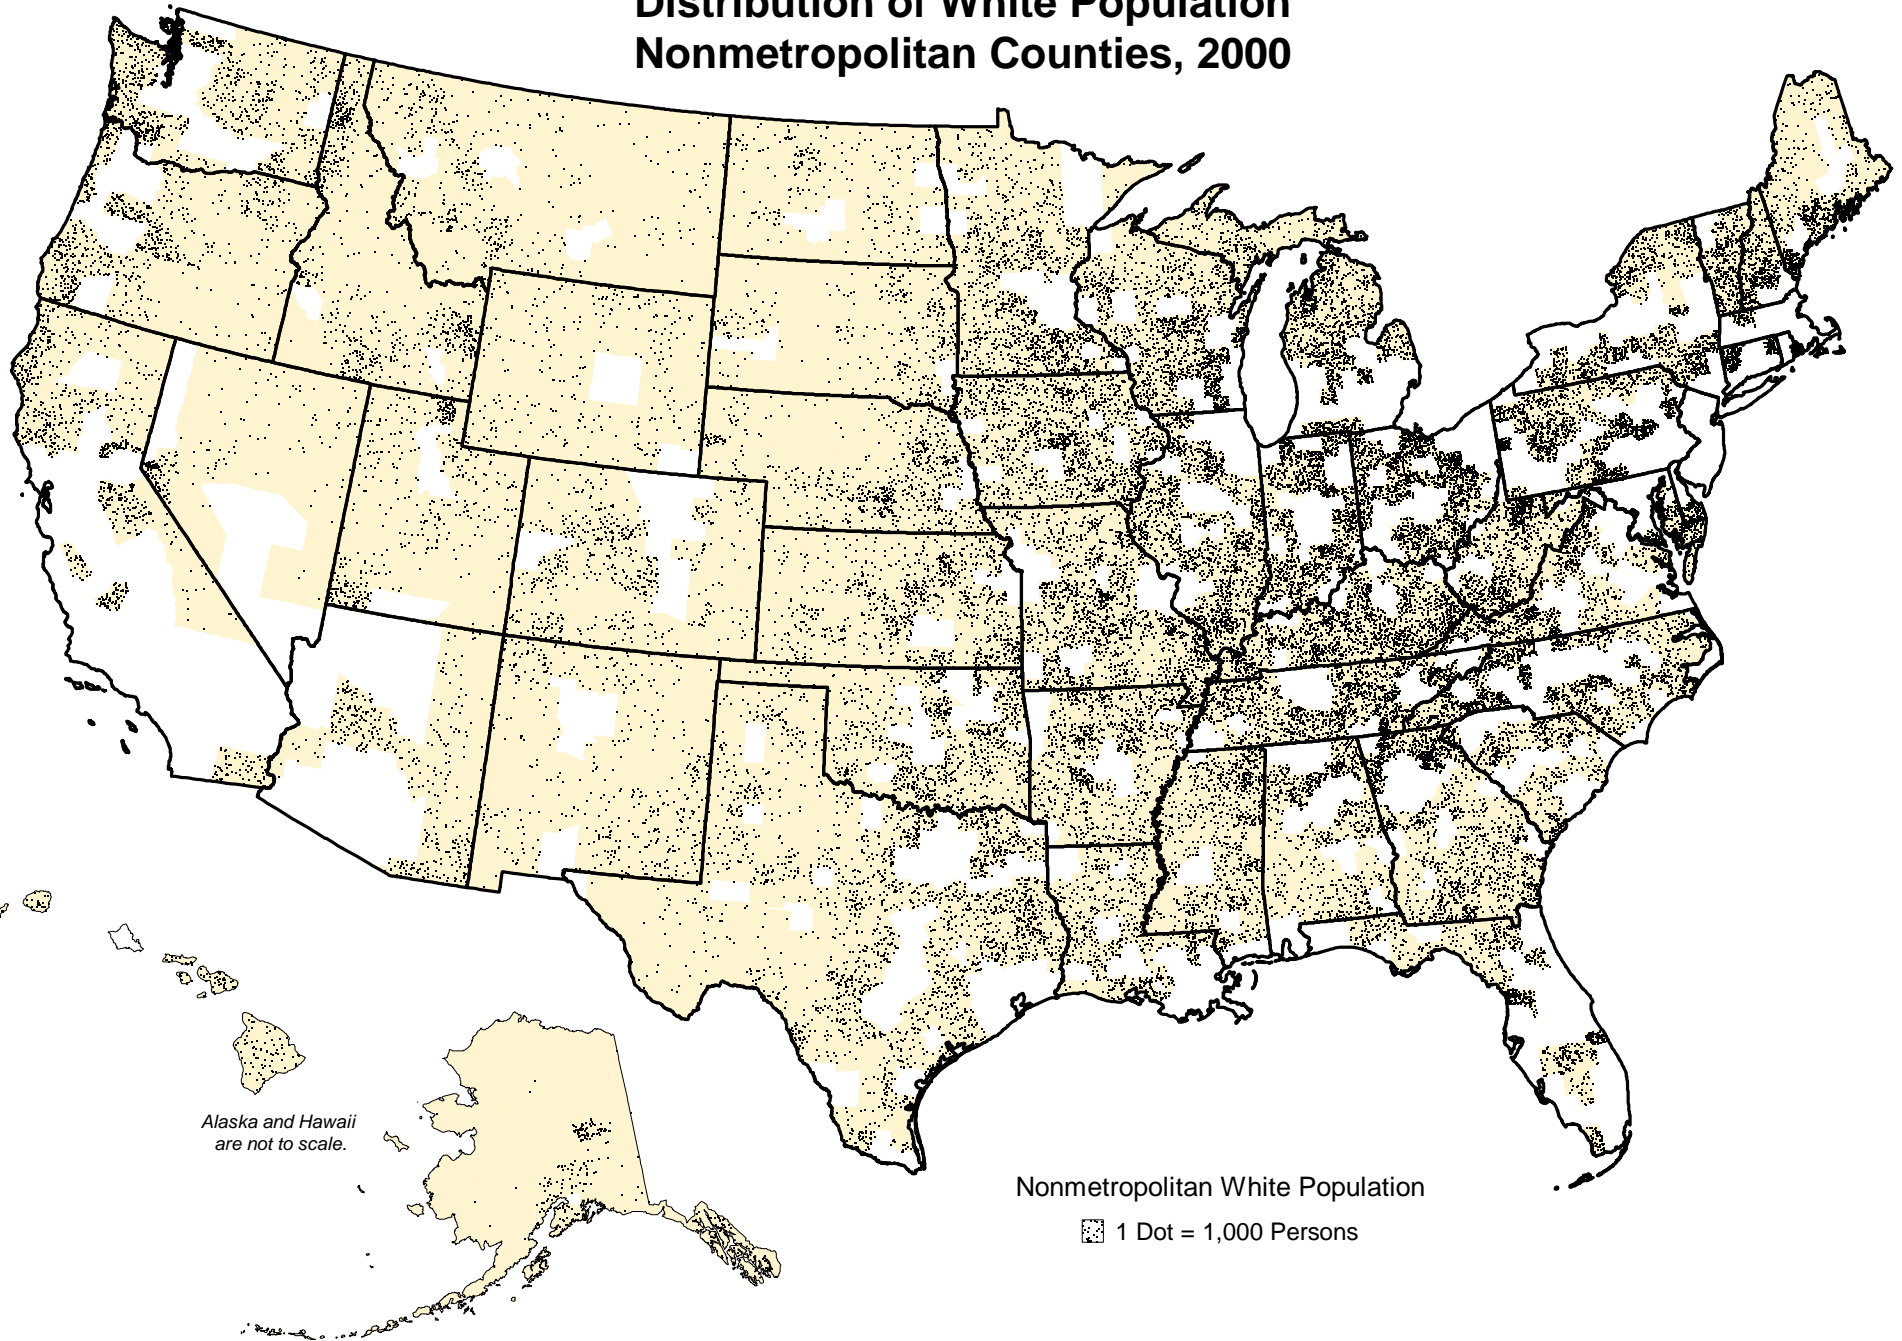 Distribution of White Population
Nonmetropolitan Counties, 2000
Alaska and Hawaii
are not to scale.
Nonmetropolitan White Population
1 Dot = 1,000 Persons